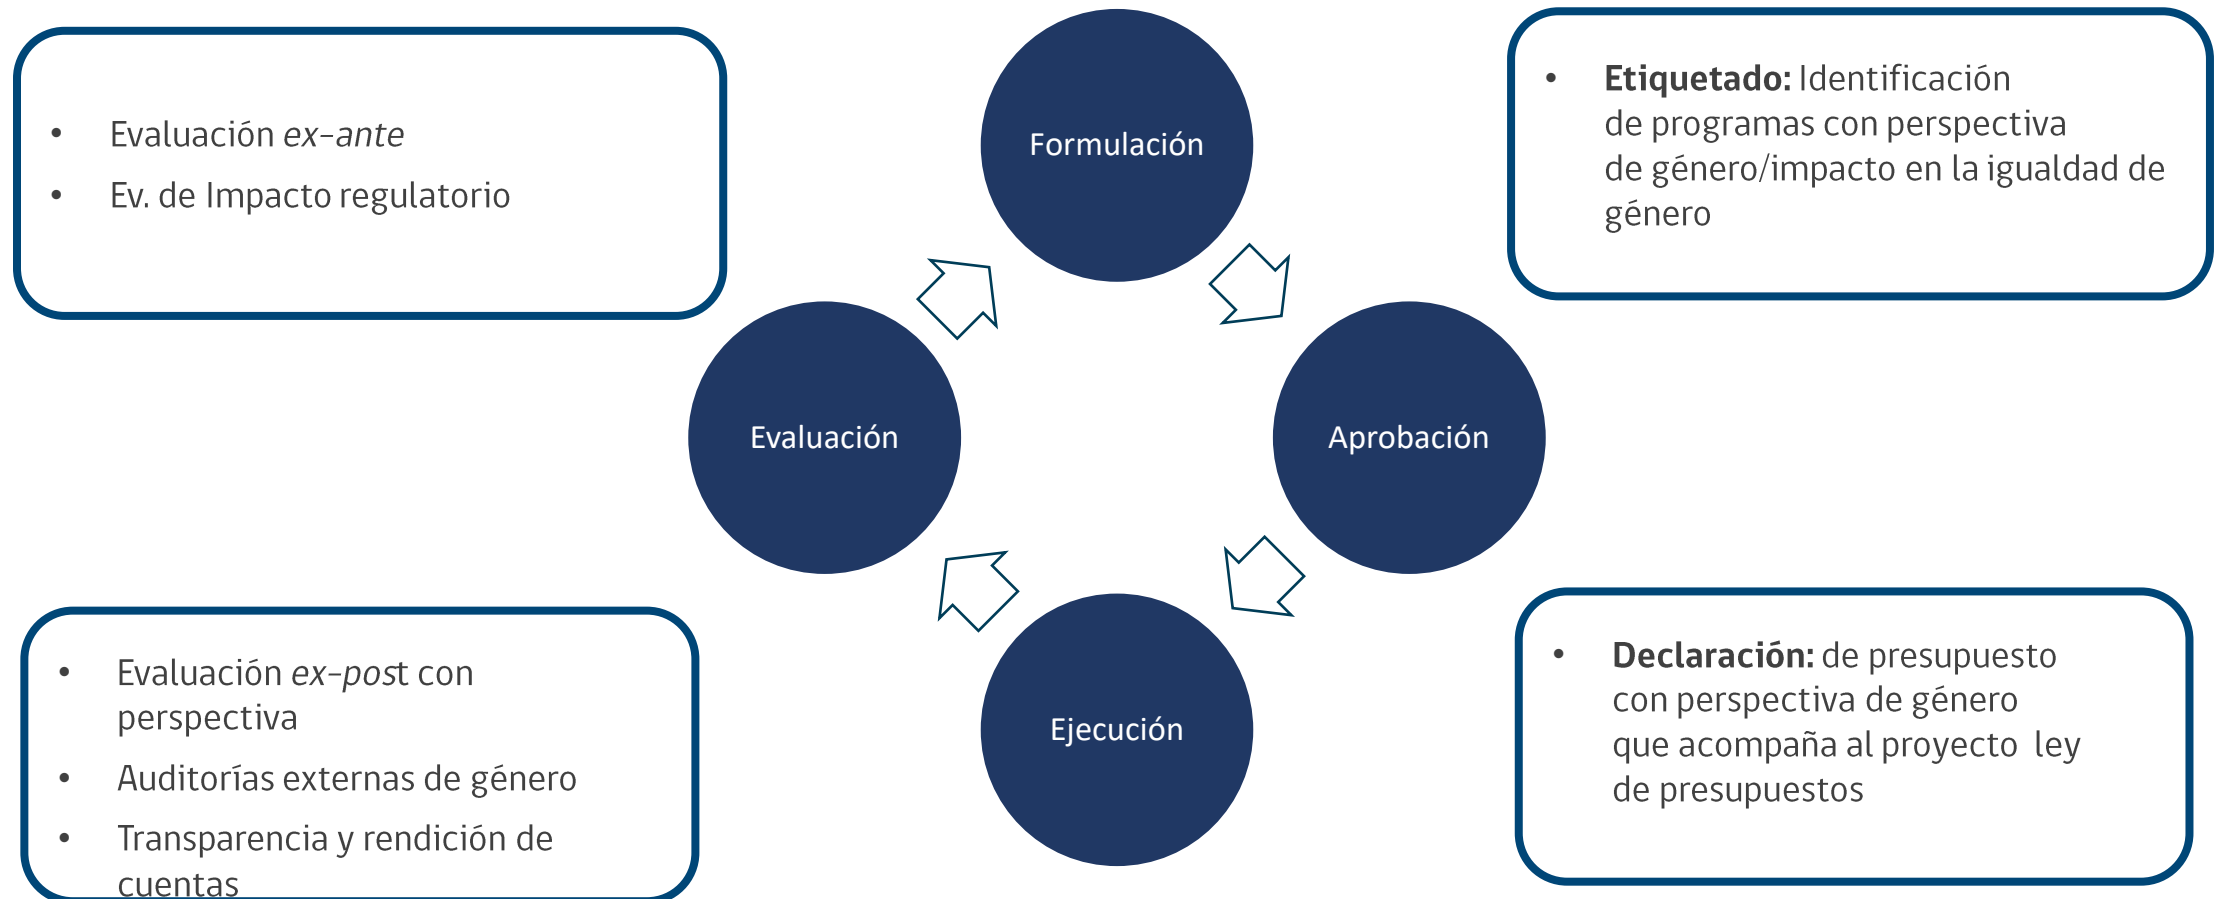 • Evaluación ex-ante
• Ev. de Impacto regulatorio
Formulación
• Etiquetado: Identificación
de programas con perspectiva
de género/impacto en la igualdad de
género
Evaluación
Aprobación
• Evaluación ex-post con
perspectiva
• Auditorías externas de género
• Transparencia y rendición de
cuentas
Ejecución
• Declaración: de presupuesto
con perspectiva de género
que acompaña al proyecto ley
de presupuestos